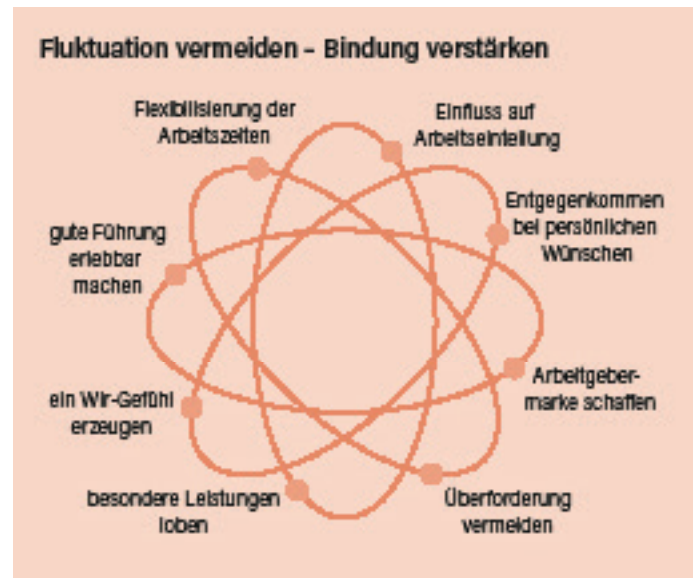 Fluktuation vermeiden – Bindung verstärken
Flexibilisierung der
Arbeitszeiten
Einfluss auf
Arbeitseinteilung
Entgegenkommen
bei persönlichen
Wünschen
gute Führung
erlebbar
machen
Arbeitgeber-
marke schaffen
ein Wir-Gefühl
erzeugen
besondere Leistungen
loben
Überforderung
vermeiden